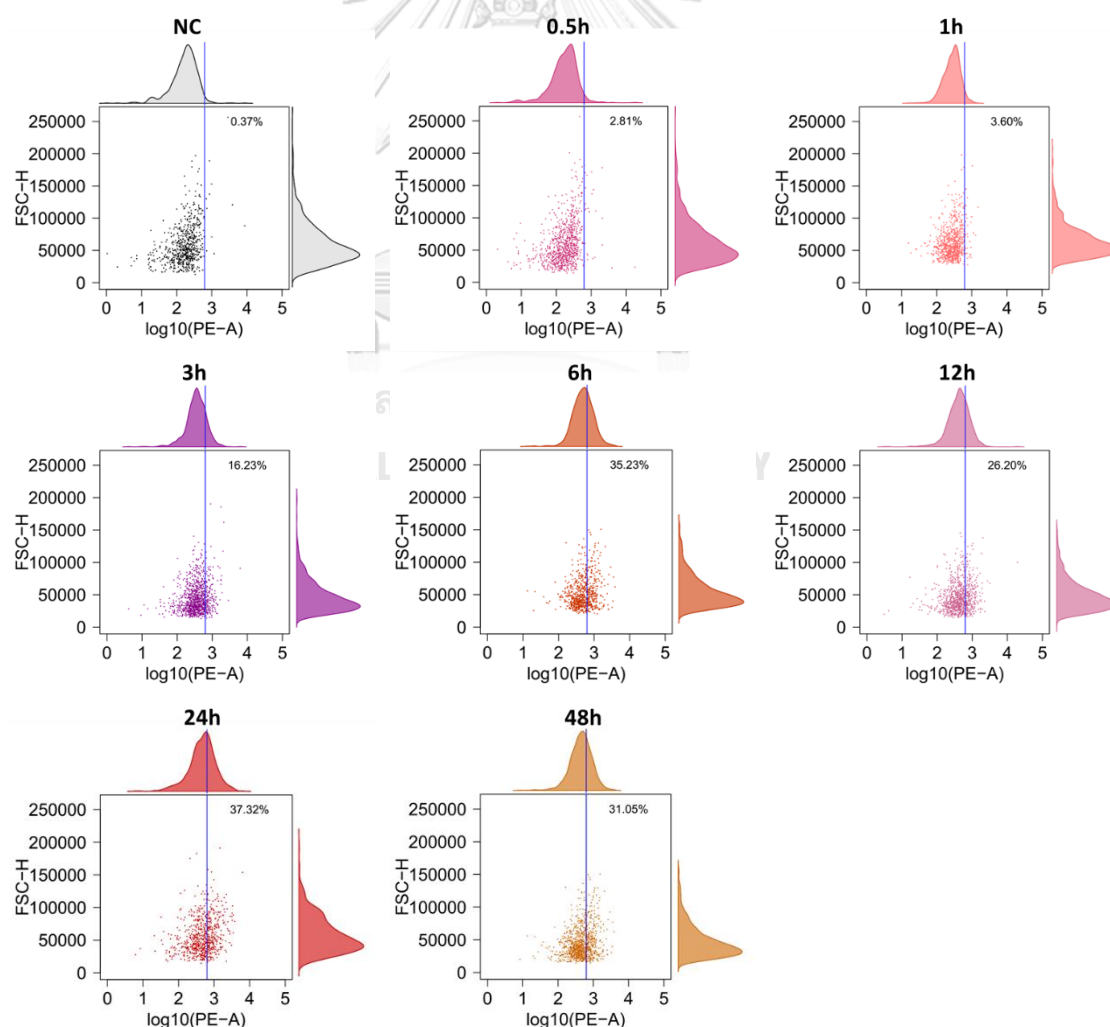 NC
0.37%
FSC-H
250000
200000
150000
100000
50000
0
0 1 2 3 4 5
log10(PE-A)
0.5h
2.81%
FSC-H
250000
200000
150000
100000
50000
0
0 1 2 3 4 5
log10(PE-A)
1h
3.60%
FSC-H
250000
200000
150000
100000
50000
0
0 1 2 3 4 5
log10(PE-A)
3h
16.23%
FSC-H
250000
200000
150000
100000
50000
0
0 1 2 3 4 5
log10(PE-A)
6h
35.23%
FSC-H
250000
200000
150000
100000
50000
0
0 1 2 3 4 5
log10(PE-A)
12h
26.20%
FSC-H
250000
200000
150000
100000
50000
0
0 1 2 3 4 5
log10(PE-A)
24h
37.32%
FSC-H
250000
200000
150000
100000
50000
0
0 1 2 3 4 5
log10(PE-A)
48h
31.05%
FSC-H
250000
200000
150000
100000
50000
0
0 1 2 3 4 5
log10(PE-A)